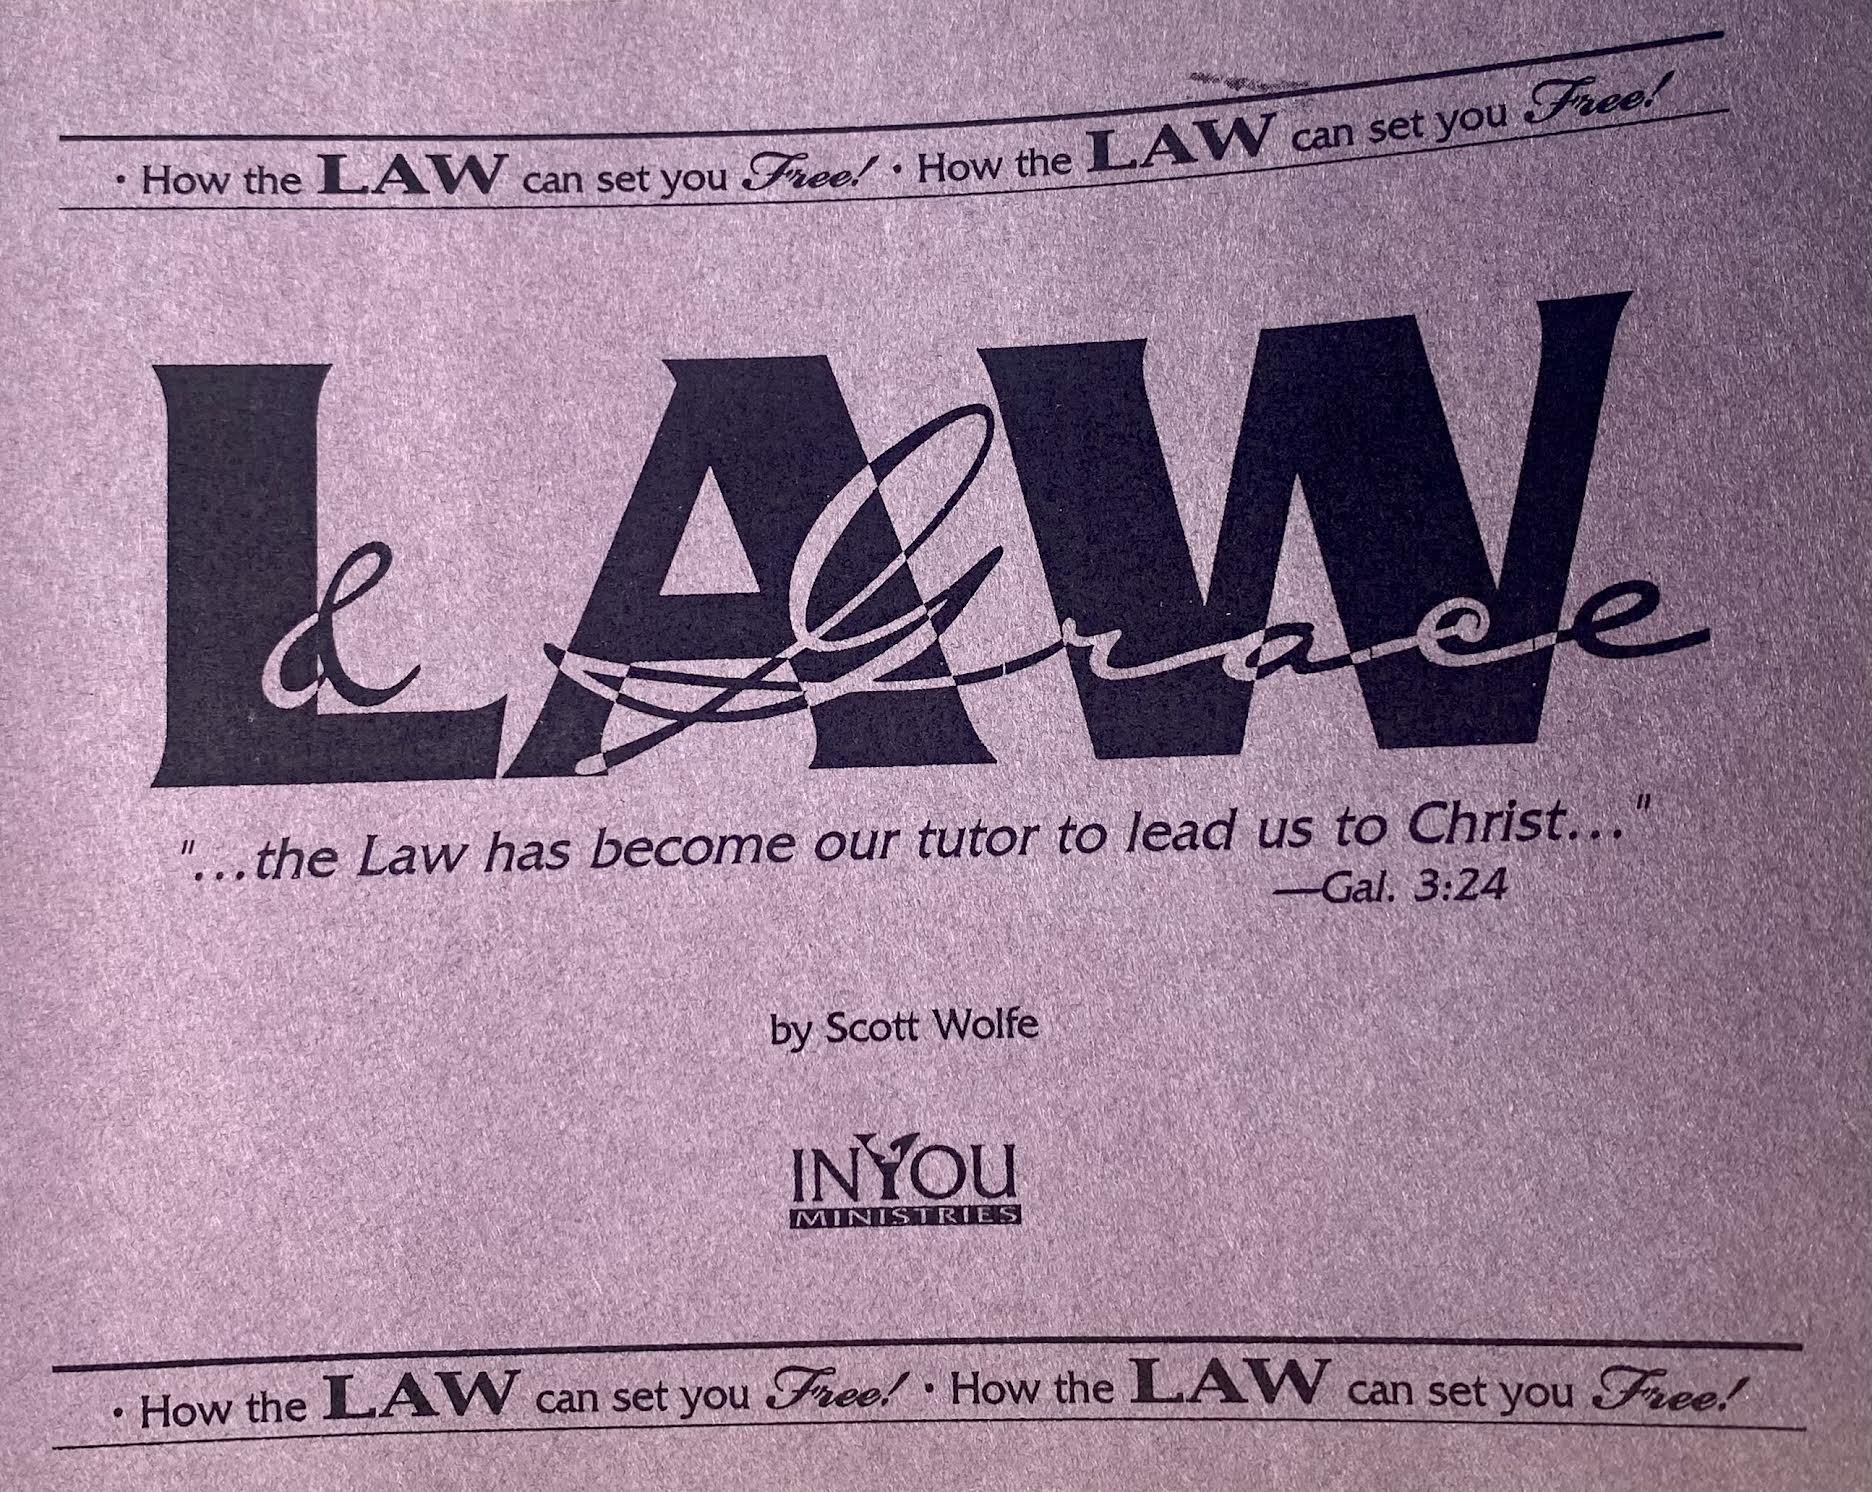 • How the LAW can set you Free! • How the LAW can set you Free!
LAW
& Grace
"...the Law has become our tutor to lead us to Christ..."
—Gal. 3:24
by Scott Wolfe
INYOU
MINISTRIES
• How the LAW can set you Free! • How the LAW can set you Free!